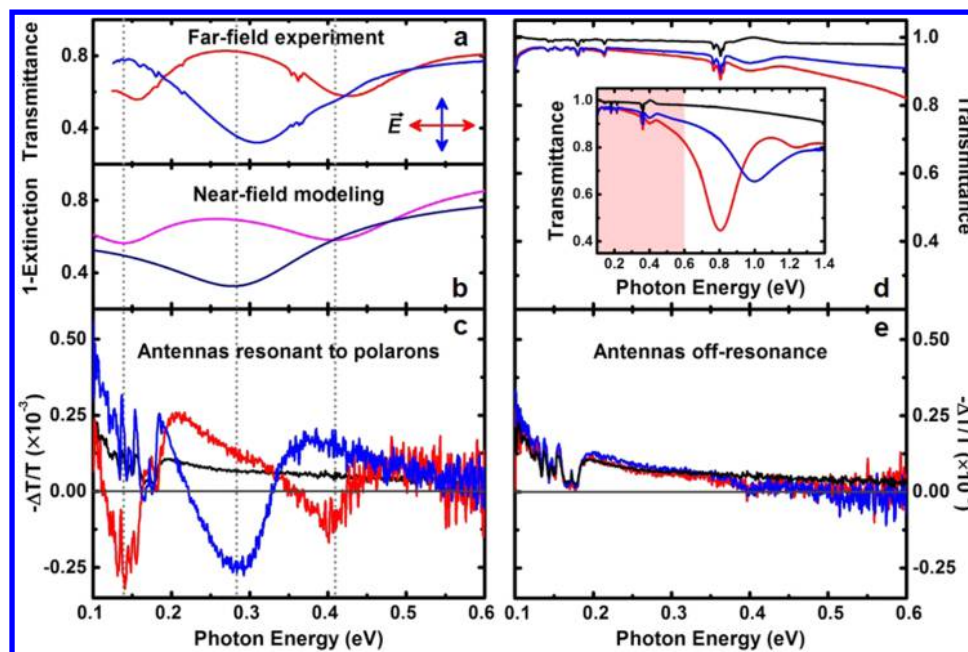 Far-field experiment
a
Transmittance
0.8
0.4
E
Near-field modeling
b
1-Extinction
0.8
0.4
c
Antennas resonant to polarons
-ΔT/T (×10⁻³)
0.50
0.25
0.00
-0.25
0.1 0.2 0.3 0.4 0.5 0.6
Photon Energy (eV)
1.0
0.8
0.7
0.6
0.5
0.4
Transmittance
d
Transmittance
1.0
0.8
0.6
0.4
0.2 0.4 0.6 0.8 1.0 1.2 1.4
Photon Energy (eV)
e
Antennas off-resonance
0.50
0.25
0.00
-0.25
0.1 0.2 0.3 0.4 0.5 0.6
Photon Energy (eV)